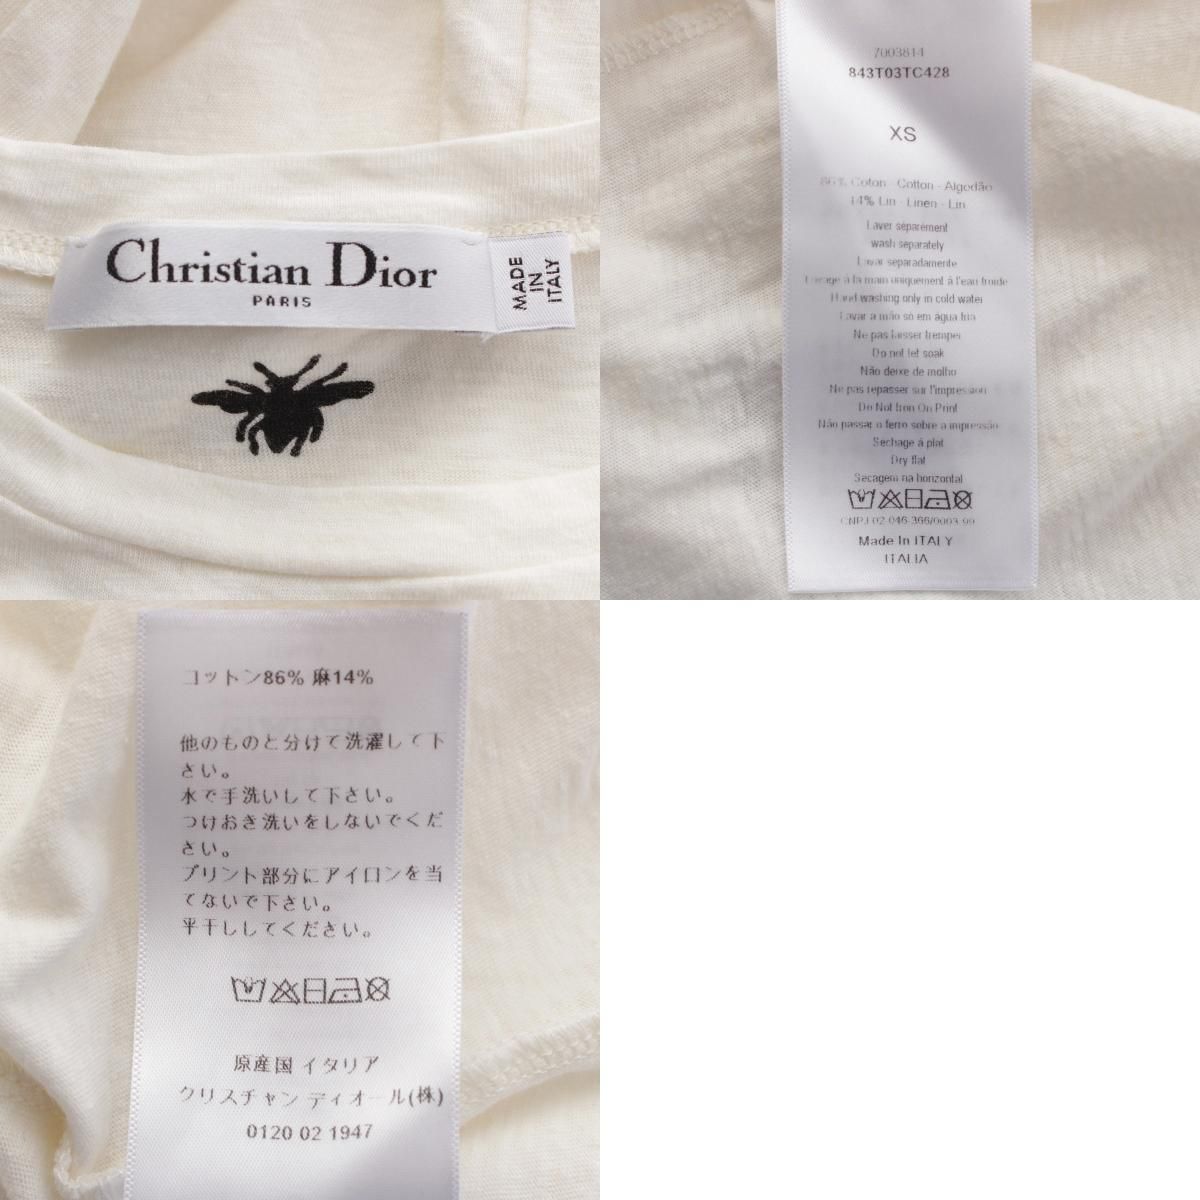 Christian Dior
PARIS
MADE
IN
ITALY
7003814
843T03TC428
XS
86% Coton - Cotton - Algodão
14% Lin - Linen - Lin
Laver séparément
wash separately
Lavar separadamente
Lavage à la main uniquement à l'eau froide
Hand washing only in cold water
Lavar a mão só em água fria
Ne pas laisser tremper
Do not let soak
Não deixe de molho
Ne pas repasser sur l'impression
Do Not Iron On Print
Não passar o ferro sobre a impressão
Sechage à plat
Dry flat
Secagem na horizontal
CNPJ 02-046-366/0003-99
Made In ITALY
ITALIA
コットン86% 麻14%
他のものと分けて洗濯して下
さい。
水で手洗いして下さい。
つけおき洗いをしないでくだ
さい。
プリント部分にアイロンを当
てないで下さい。
平干ししてください。
原産国 イタリア
クリスチャン ディオール(株)
0120 02 1947